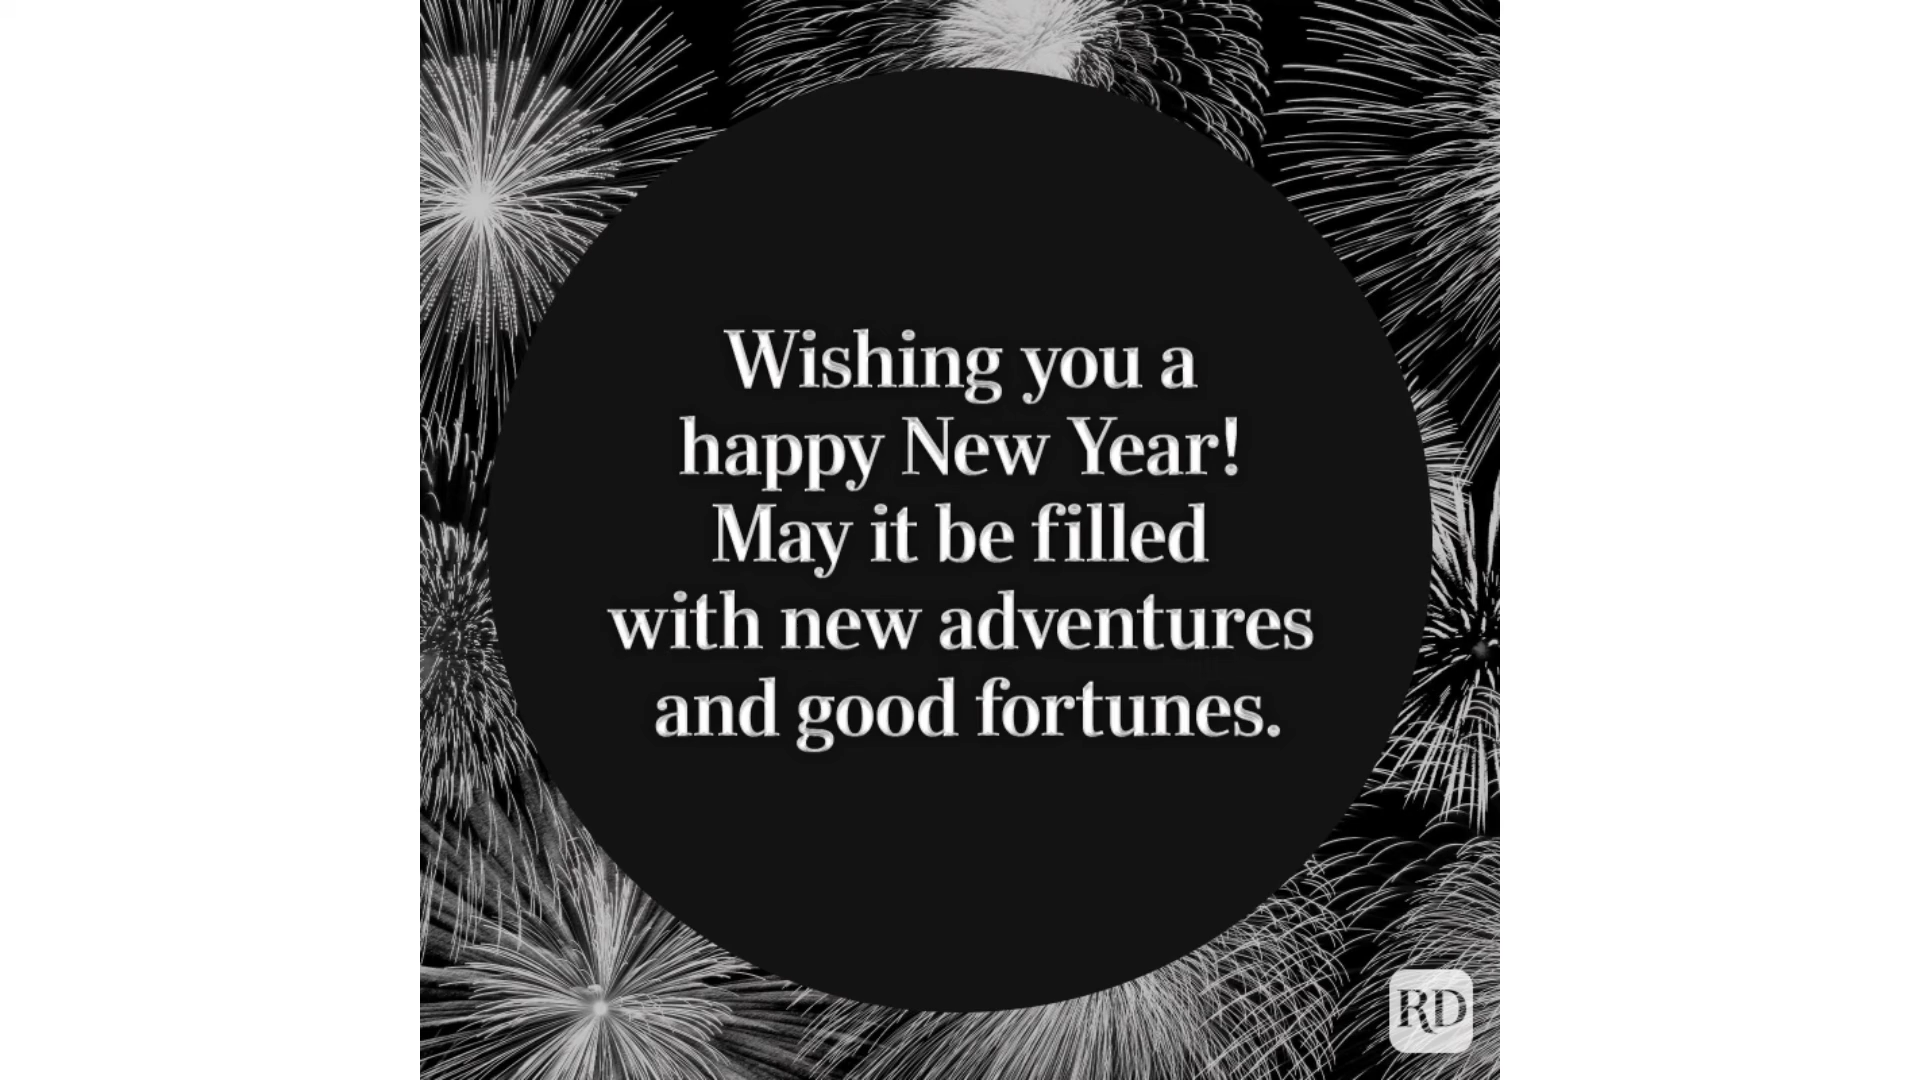 Wishing you a
happy New Year!
May it be filled
with new adventures
and good fortunes.
RD